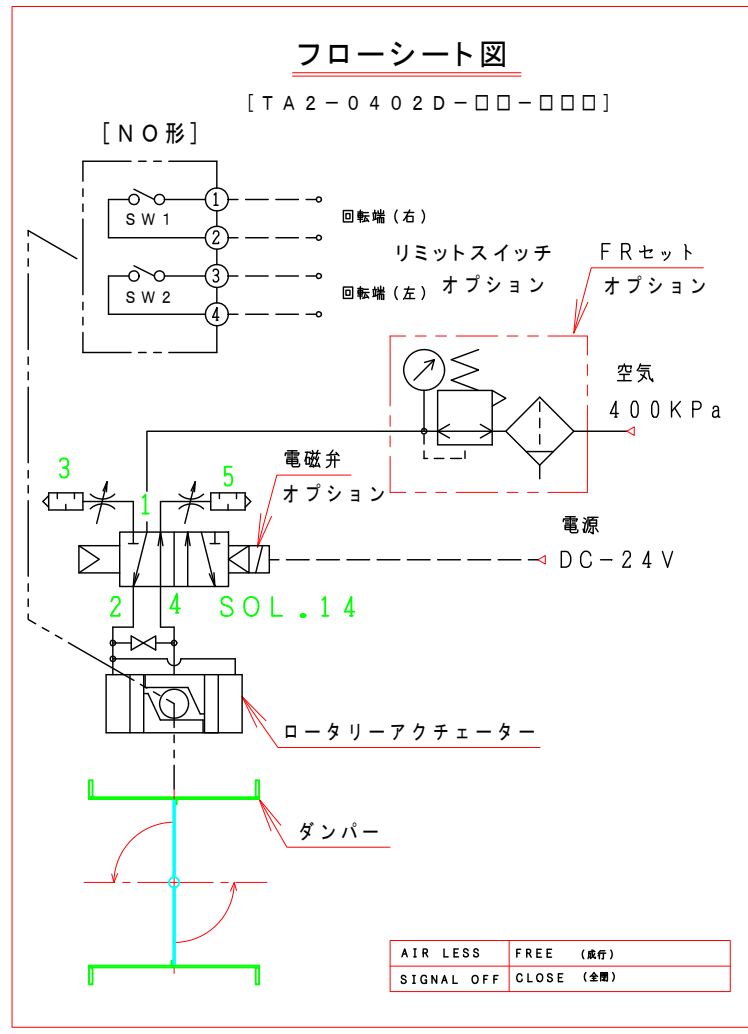 フローシート図
[TA2-0402D-□□-□□□]
[NO形]
SW1
1
2
回転端(右)
SW2
3
4
回転端(左)
リミットスイッチ
オプション
FRセット
オプション
空気
400KPa
3
1
5
電磁弁
オプション
電源
DC-24V
2
4
SOL.14
ロータリーアクチェーター
ダンパー
AIR LESS FREE (成行)
SIGNAL OFF CLOSE (全閉)